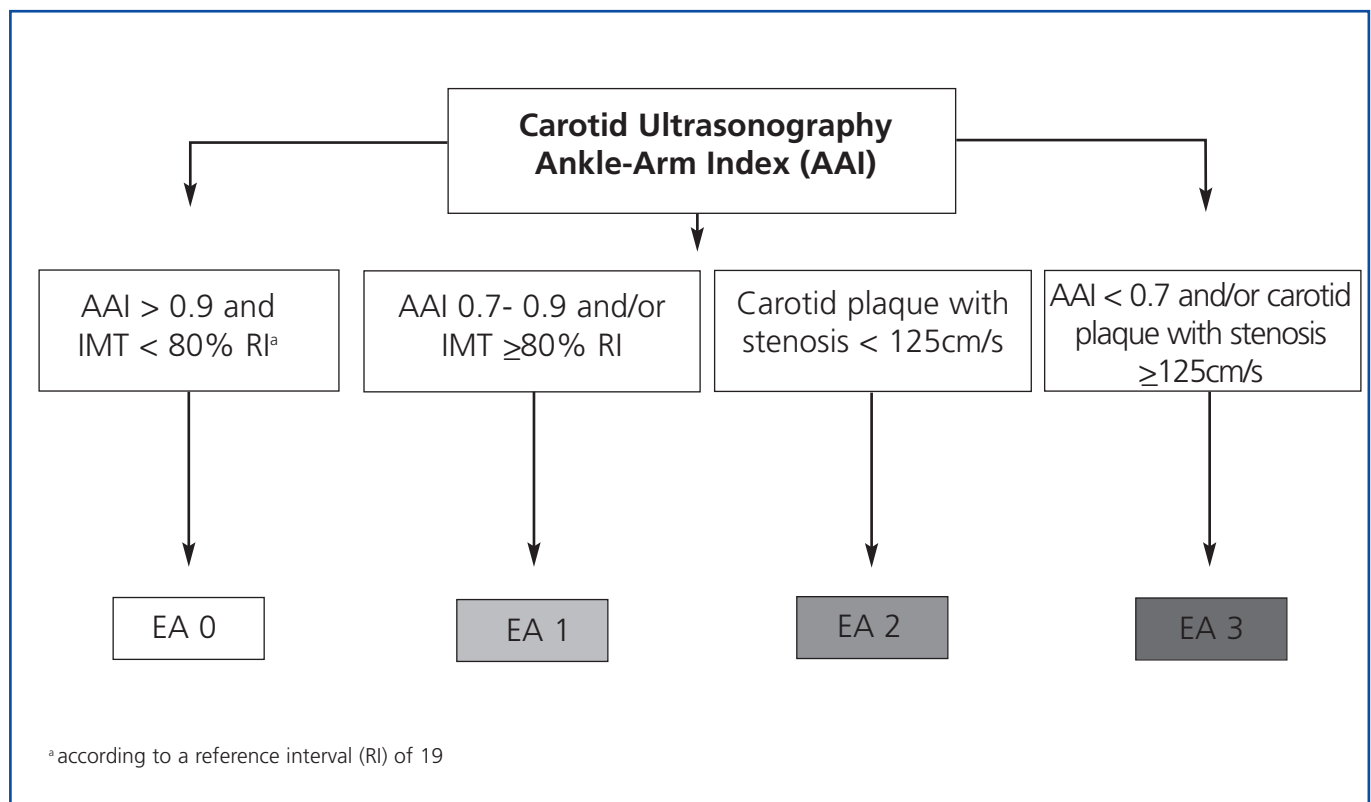 Carotid Ultrasonography
Ankle-Arm Index (AAI)
AAI > 0.9 and
IMT < 80% RIᵃ
AAI 0.7- 0.9 and/or
IMT ≥80% RI
Carotid plaque with
stenosis < 125cm/s
AAI < 0.7 and/or carotid
plaque with stenosis
≥125cm/s
EA 0
EA 1
EA 2
EA 3
ᵃ according to a reference interval (RI) of 19